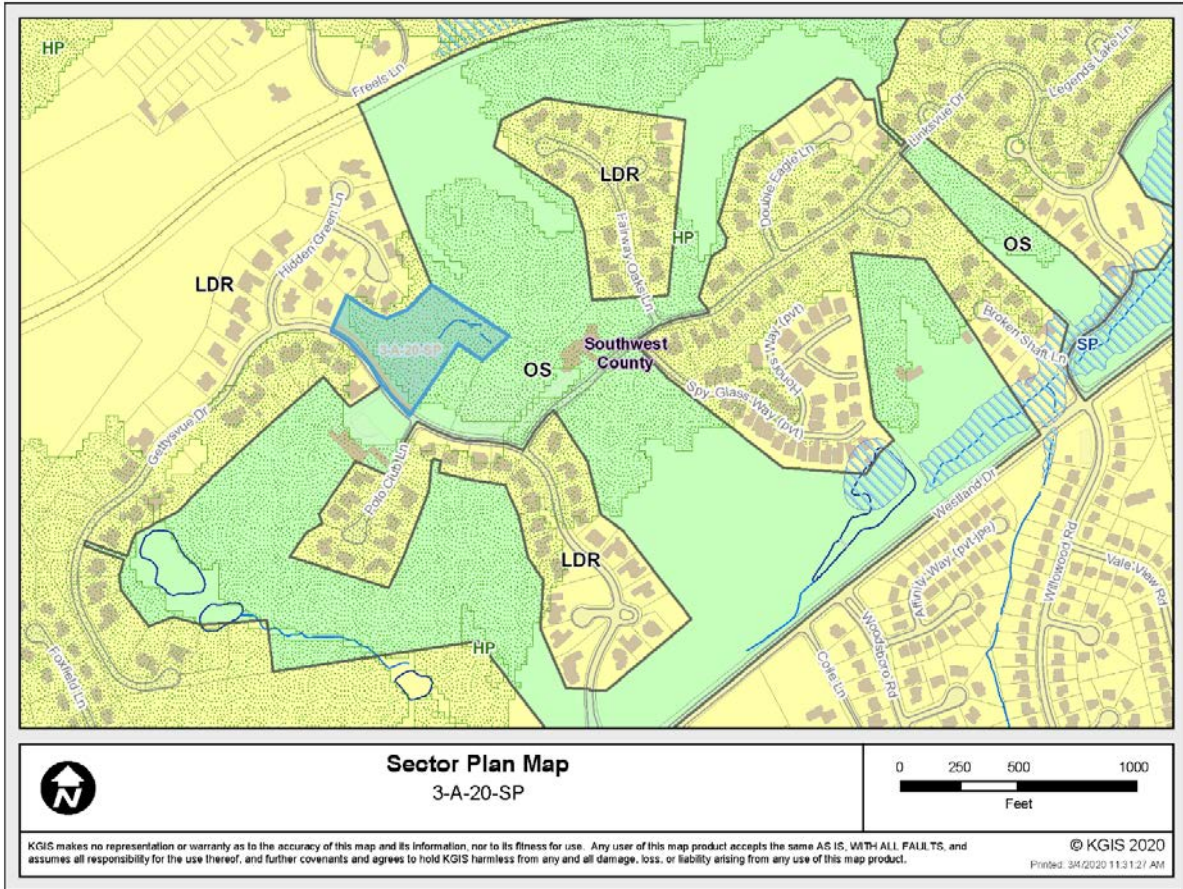 HP
Freels Ln
Legends Lake Ln
Linksvue Dr
Double Eagle Ln
LDR
Fairway Oaks Ln
HP
Hidden Green Ln
LDR
OS
3-A-20-SP
Broken Shaft Ln
SP
Southwest
County
OS
Honors Way (pvt)
Spy Glass Way (pvt)
Gettysvue Dr
Polo Club Ln
Westland Dr
LDR
Affinity Way (pvt-jpe)
Willowood Rd
Vale View Rd
Woodsboro Rd
Coile Ln
HP
Foxfield Ln
N
Sector Plan Map
3-A-20-SP
0 250 500 1000
Feet
KGIS makes no representation or warranty as to the accuracy of this map and its information, nor to its fitness for use. Any user of this map product accepts the same AS IS, WITH ALL FAULTS, and
assumes all responsibility for the use thereof, and further covenants and agrees to hold KGIS harmless from any and all damage, loss, or liability arising from any use of this map product.
© KGIS 2020
Printed: 3/4/2020 11:31:27 AM